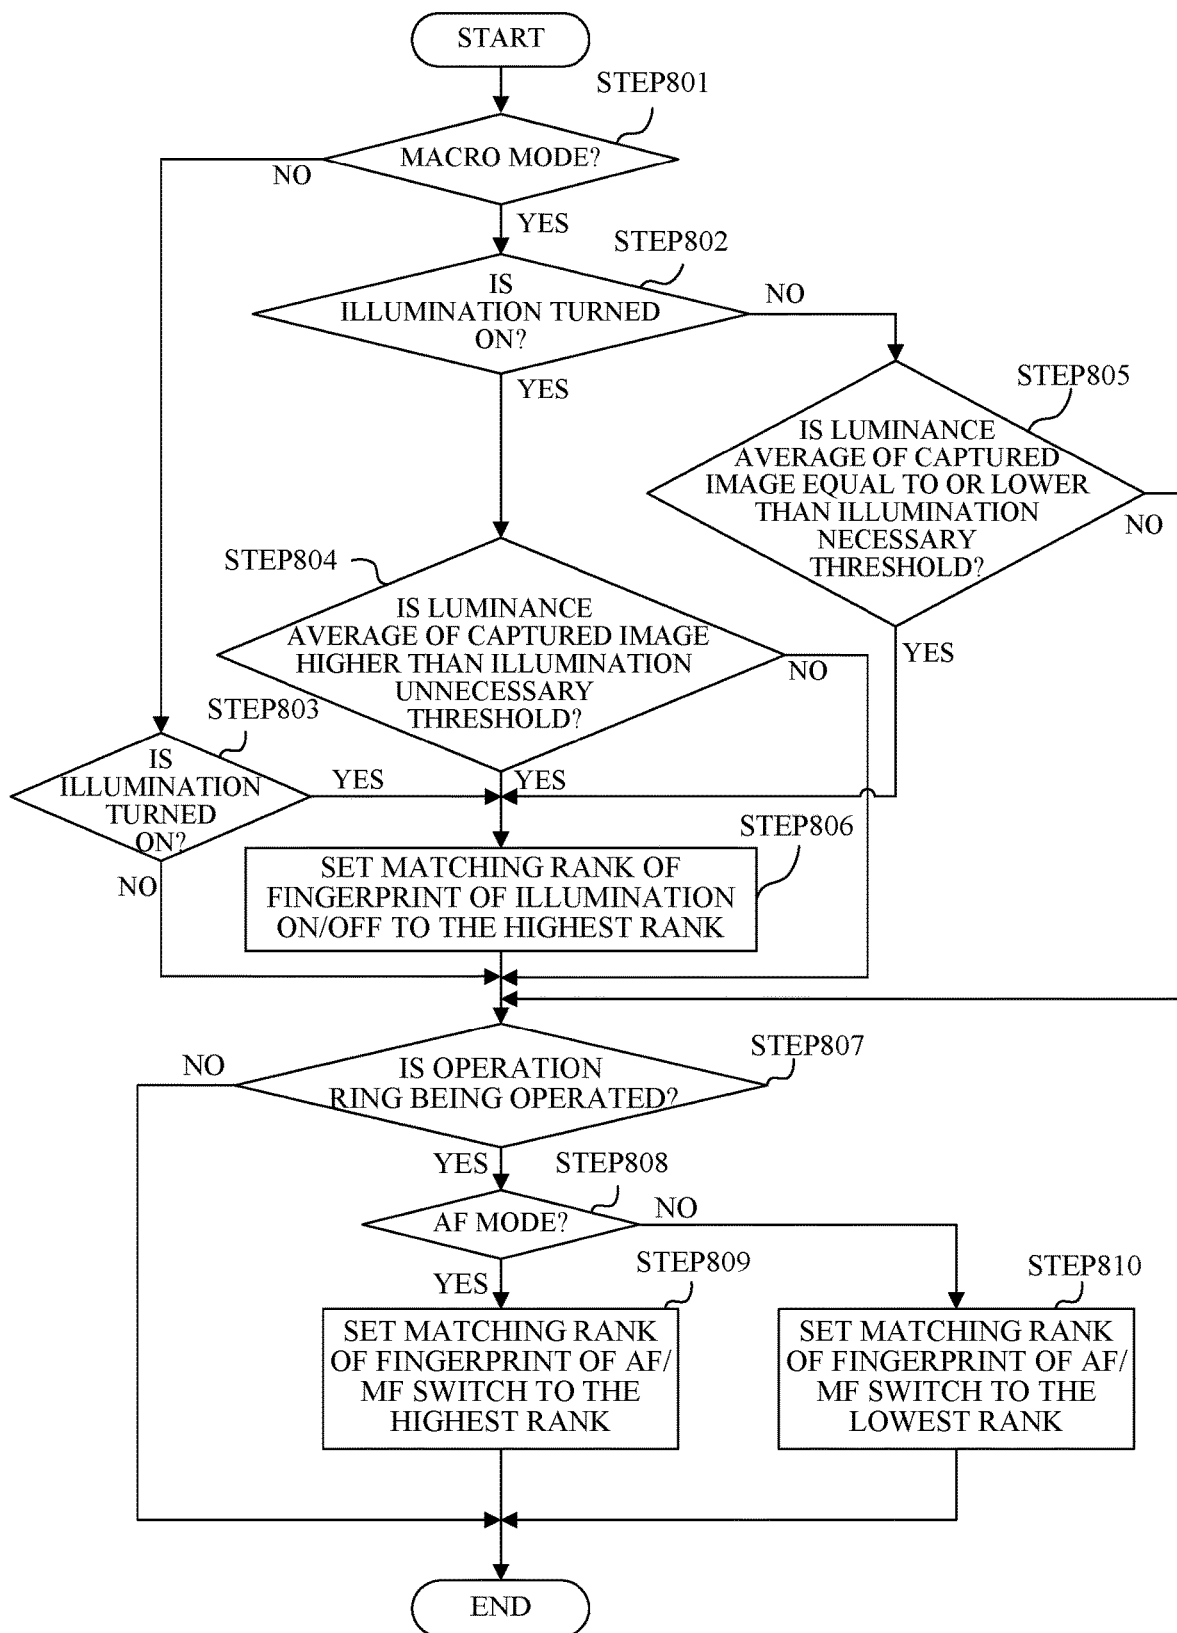 START
STEP801
MACRO MODE?
NO
YES
STEP802
IS
ILLUMINATION TURNED
ON?
NO
YES
STEP805
IS LUMINANCE
AVERAGE OF CAPTURED
IMAGE EQUAL TO OR LOWER
THAN ILLUMINATION
NECESSARY
THRESHOLD?
NO
YES
STEP804
IS LUMINANCE
AVERAGE OF CAPTURED IMAGE
HIGHER THAN ILLUMINATION
UNNECESSARY
THRESHOLD?
NO
YES
STEP803
IS
ILLUMINATION
TURNED
ON?
YES
NO
STEP806
SET MATCHING RANK OF
FINGERPRINT OF ILLUMINATION
ON/OFF TO THE HIGHEST RANK
STEP807
IS OPERATION
RING BEING OPERATED?
NO
YES
STEP808
AF MODE?
NO
YES
STEP809
SET MATCHING RANK
OF FINGERPRINT OF AF/
MF SWITCH TO THE
HIGHEST RANK
STEP810
SET MATCHING RANK
OF FINGERPRINT OF AF/
MF SWITCH TO THE
LOWEST RANK
END